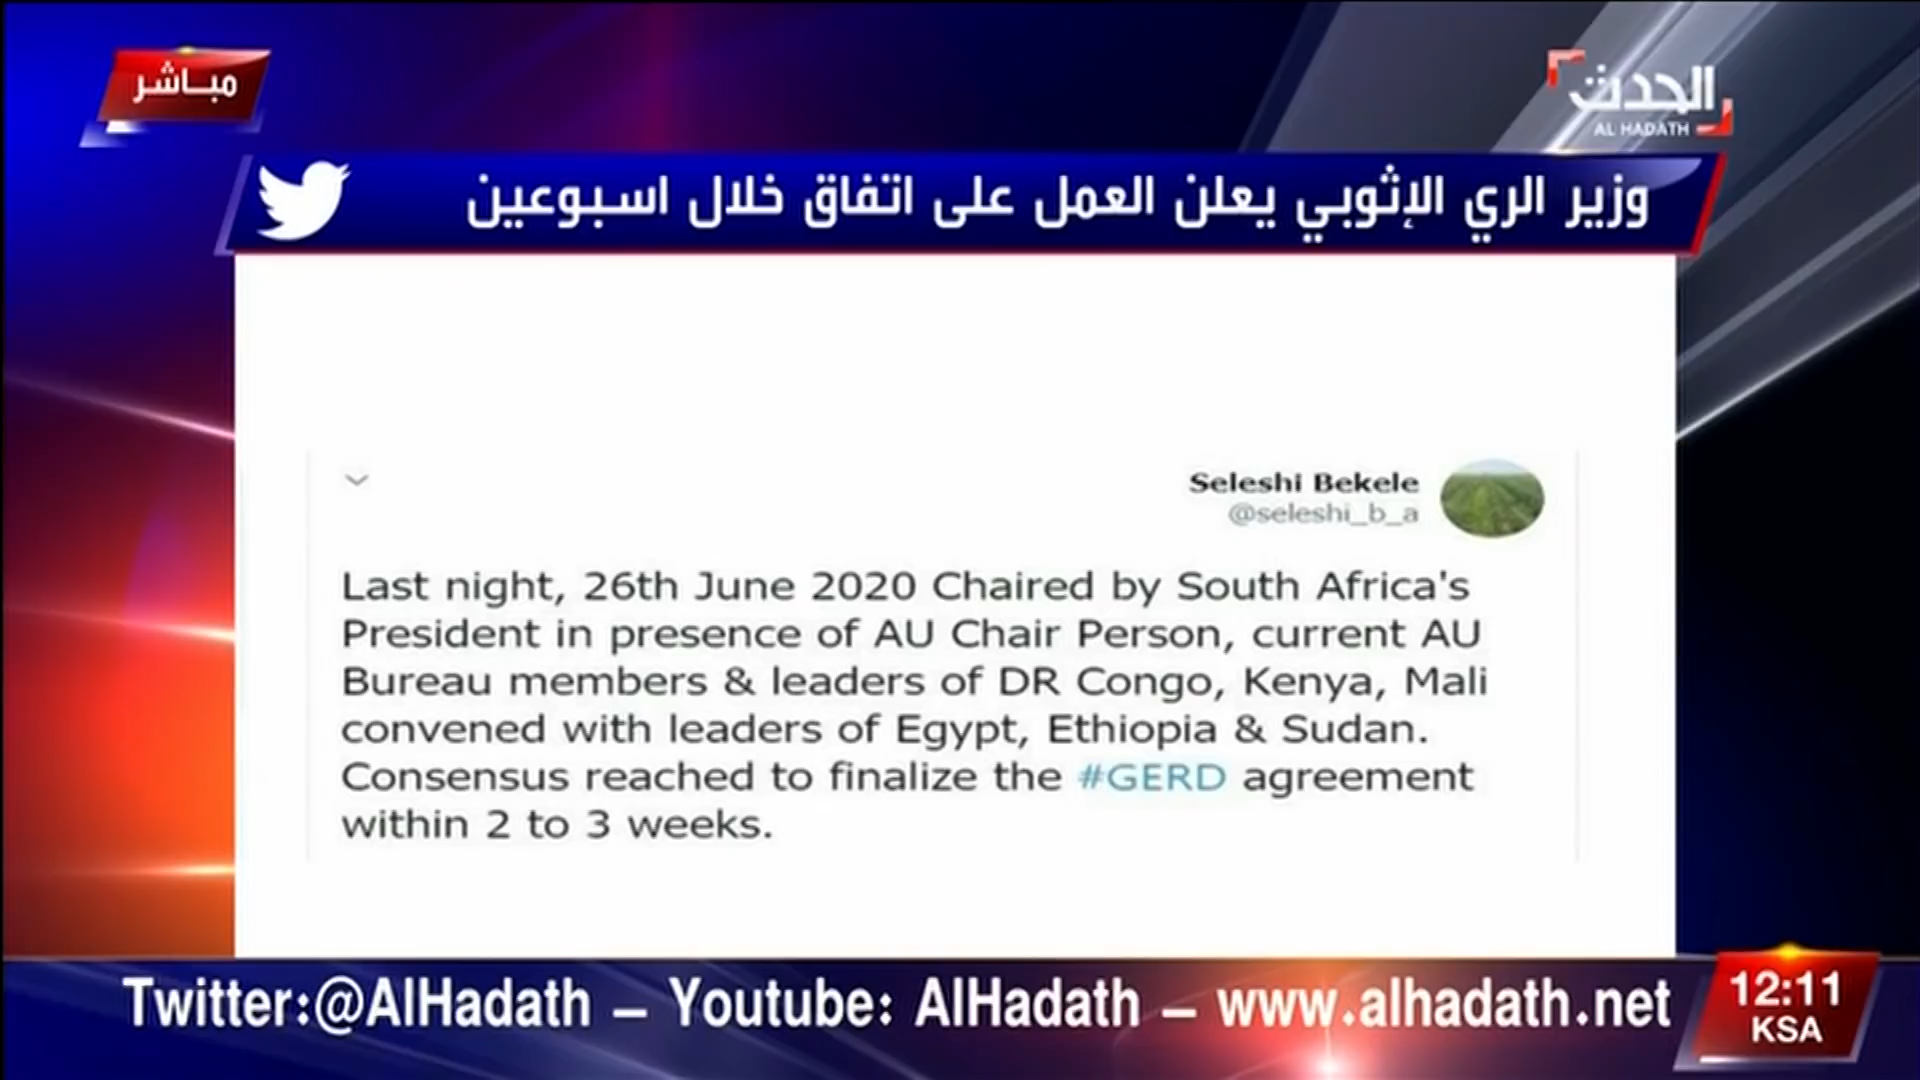 مباشر
الحدث
AL HADATH
وزير الري الإثوبي يعلن العمل على اتفاق خلال اسبوعين
Seleshi Bekele
@seleshi_b_a
Last night, 26th June 2020 Chaired by South Africa's
President in presence of AU Chair Person, current AU
Bureau members & leaders of DR Congo, Kenya, Mali
convened with leaders of Egypt, Ethiopia & Sudan.
Consensus reached to finalize the #GERD agreement
within 2 to 3 weeks.
Twitter:@AlHadath – Youtube: AlHadath – www.alhadath.net
12:11
KSA